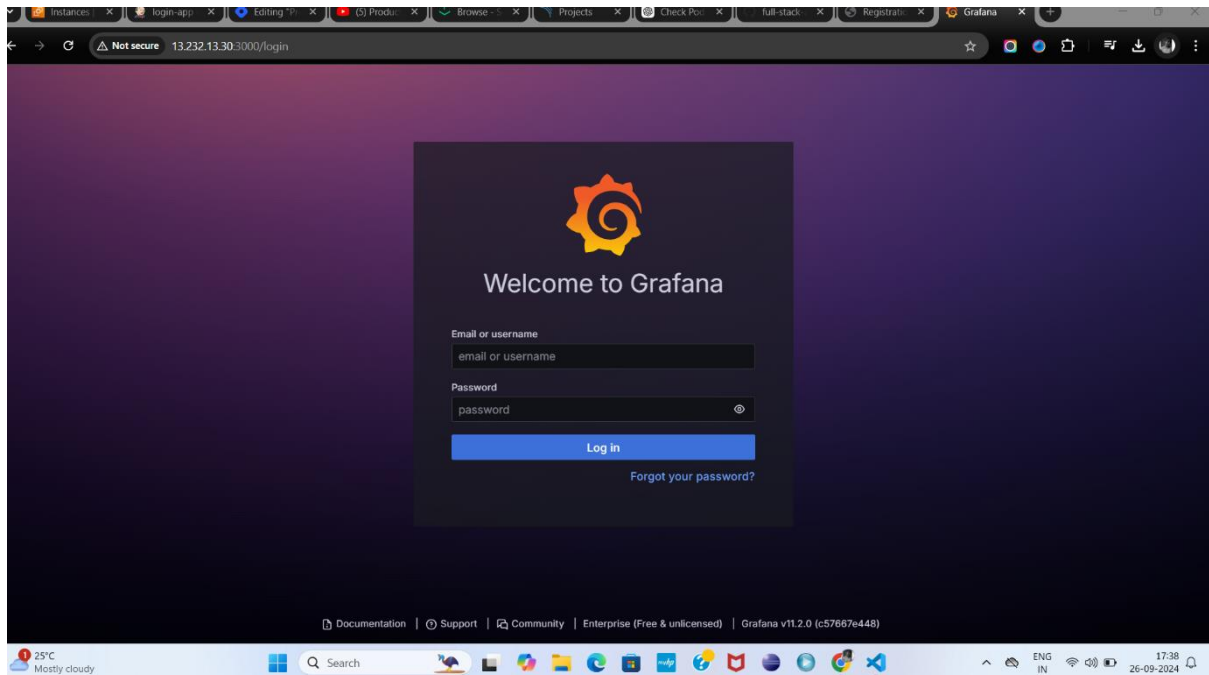 Instances | login-app Editing "Pi (5) Produc Browse - S Projects Check Pod full-stack Registratio Grafana
Not secure 13.232.13.30:3000/login
Welcome to Grafana
Email or username
email or username
Password
password
Log in
Forgot your password?
Documentation | Support | Community | Enterprise (Free & unlicensed) | Grafana v11.2.0 (c57667e448)
1 25°C Search ENG 17:38
Mostly cloudy IN 26-09-2024